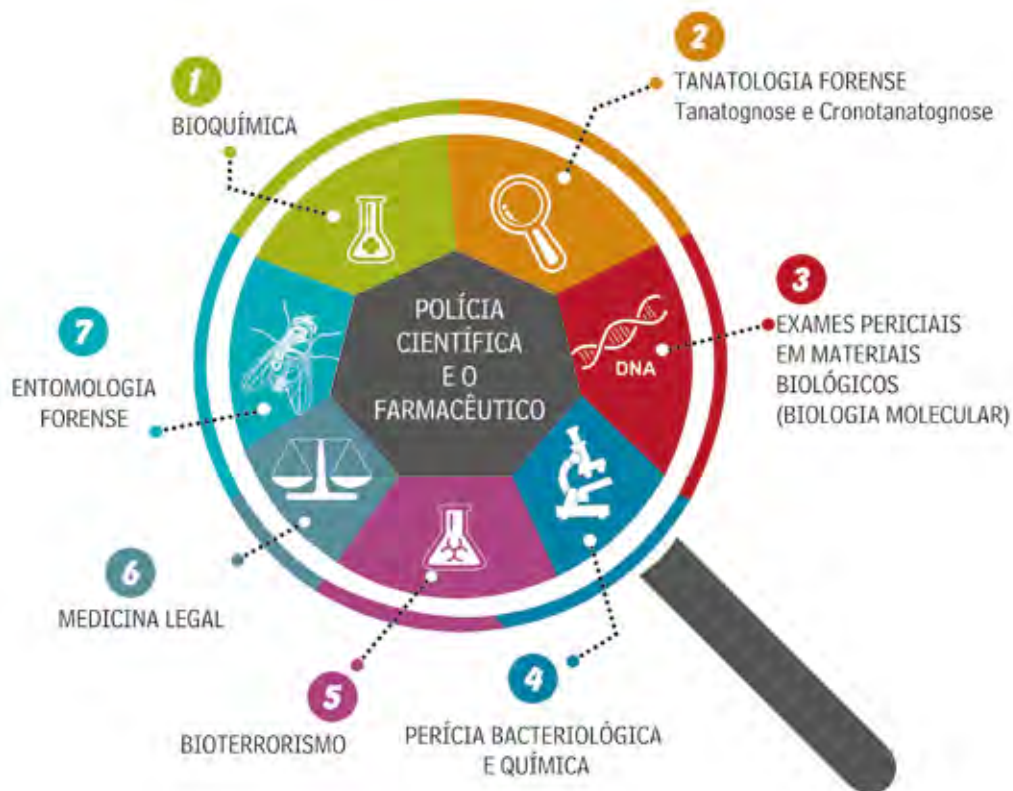 1
BIOQUÍMICA
2
TANATOLOGIA FORENSE
Tanatognose e Cronotanatognose
3
EXAMES PERICIAIS
EM MATERIAIS
BIOLÓGICOS
(BIOLOGIA MOLECULAR)
DNA
POLÍCIA
CIENTÍFICA
E O
FARMACÊUTICO
4
PERÍCIA BACTERIOLÓGICA
E QUÍMICA
5
BIOTERRORISMO
6
MEDICINA LEGAL
7
ENTOMOLOGIA
FORENSE